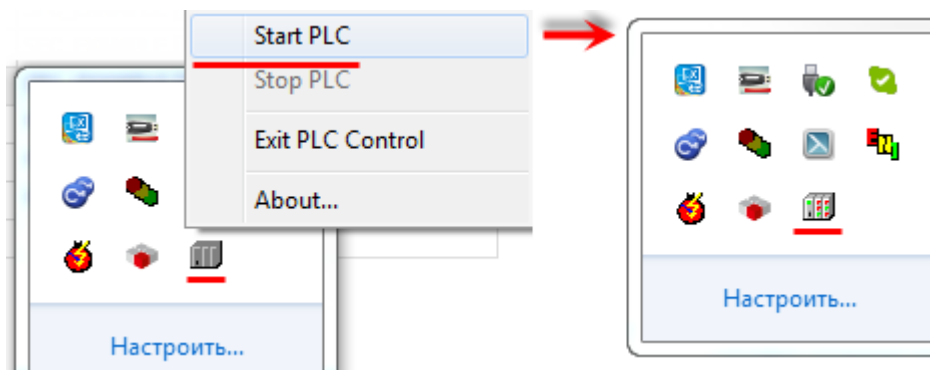 Start PLC
Stop PLC
Exit PLC Control
About...
Настроить...
Настроить...